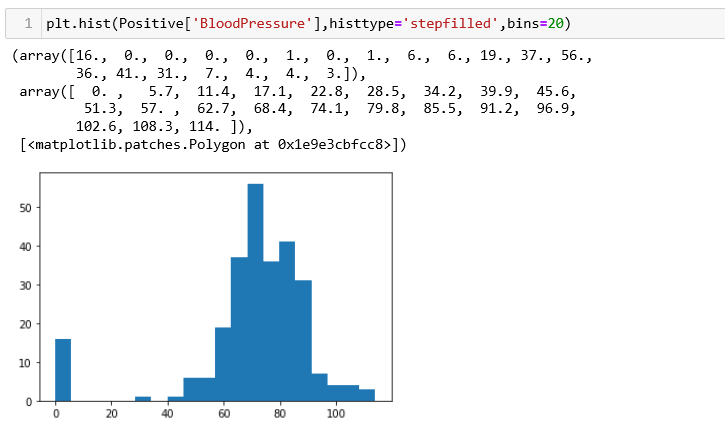 1 plt.hist(Positive['BloodPressure'],histtype='stepfilled',bins=20)
(array([16., 0., 0., 0., 0., 1., 0., 1., 6., 6., 19., 37., 56.,
36., 41., 31., 7., 4., 4., 3.]),
array([ 0. , 5.7, 11.4, 17.1, 22.8, 28.5, 34.2, 39.9, 45.6,
51.3, 57. , 62.7, 68.4, 74.1, 79.8, 85.5, 91.2, 96.9,
102.6, 108.3, 114. ]),
[<matplotlib.patches.Polygon at 0x1e9e3cbfcc8>])
50
40
30
20
10
0
0 20 40 60 80 100